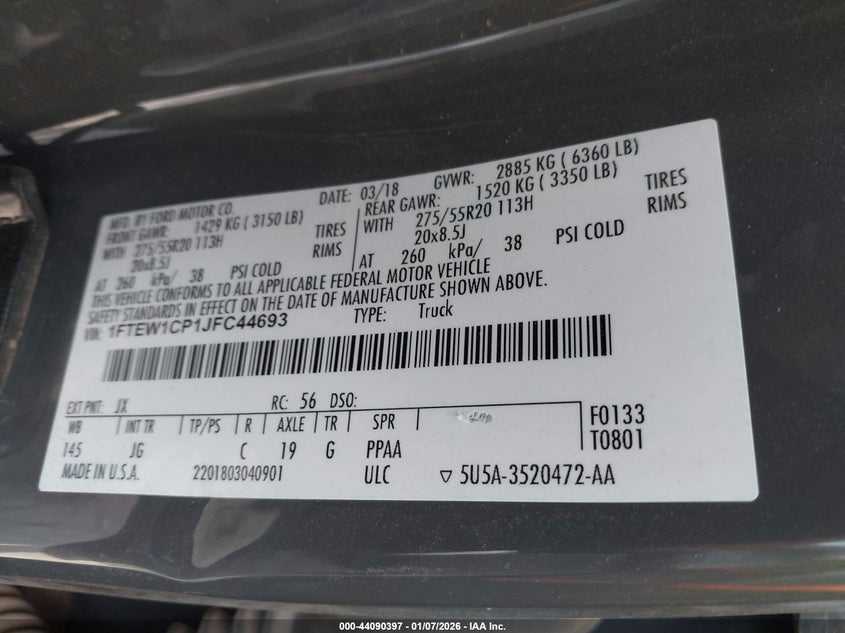 MFD. BY FORD MOTOR CO. DATE: 03/18 GVWR: 2885 KG ( 6360 LB)
FRONT GAWR: 1429 KG ( 3150 LB) REAR GAWR: 1520 KG ( 3350 LB)
WITH 275/55R20 113H TIRES WITH 275/55R20 113H TIRES
20x8.5J RIMS 20x8.5J RIMS
AT 260 kPa/ 38 PSI COLD AT 260 kPa/ 38 PSI COLD
THIS VEHICLE CONFORMS TO ALL APPLICABLE FEDERAL MOTOR VEHICLE
SAFETY STANDARDS IN EFFECT ON THE DATE OF MANUFACTURE SHOWN ABOVE.
VIN: 1FTEW1CP1JFC44693 TYPE: Truck
EXT PNT: JX RC: 56 DSO:
WB INT TR TP/PS R AXLE TR SPR F0133
145 JG C 19 G PPAA T0801
MADE IN U.S.A. 2201803040901 ULC ▽ 5U5A-3520472-AA
000-44090397 - 01/07/2026 - IAA Inc.